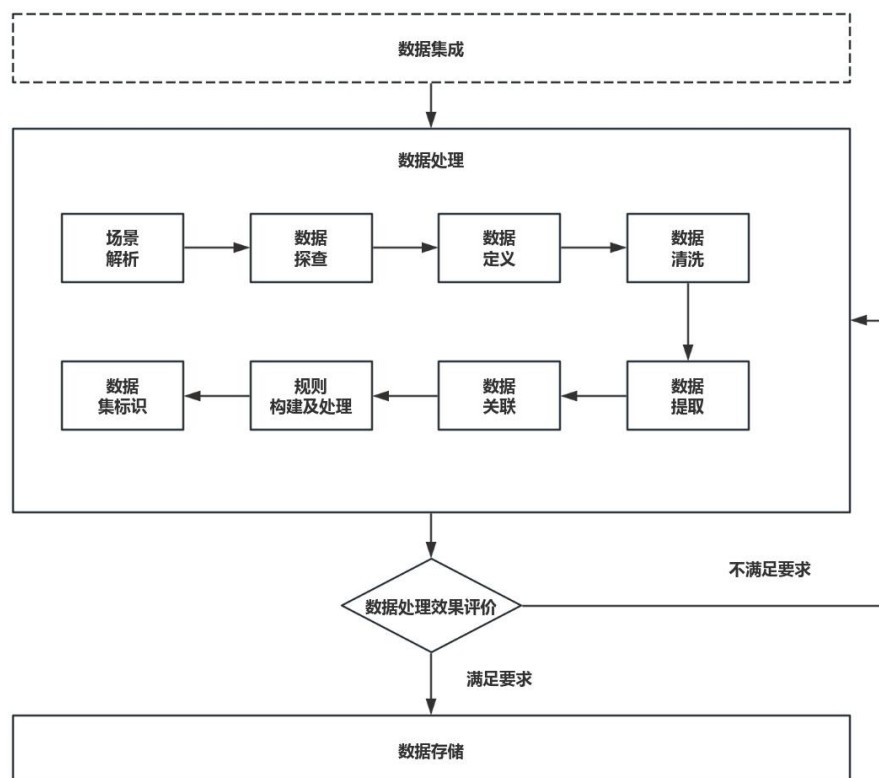 数据集成
数据处理
场景
解析
数据
探查
数据
定义
数据
清洗
数据
集标识
规则
构建及处理
数据
关联
数据
提取
数据处理效果评价
不满足要求
满足要求
数据存储